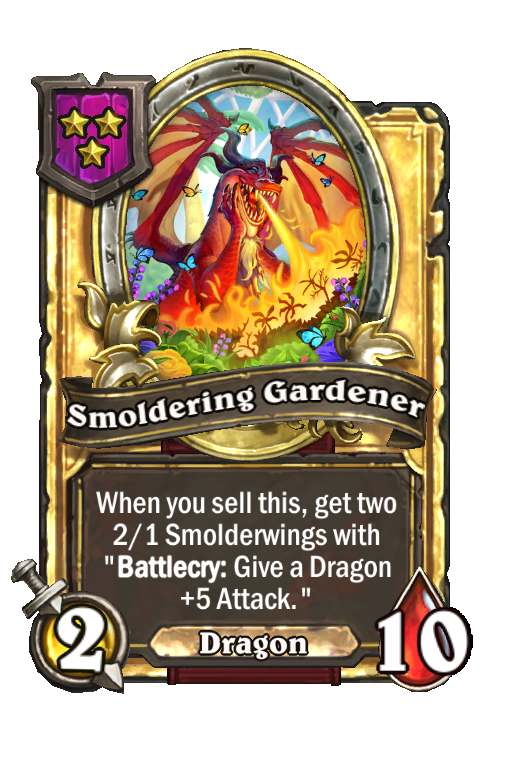 Smoldering Gardener
When you sell this, get two
2/1 Smolderwings with
"Battlecry: Give a Dragon
+5 Attack."
2
Dragon
10